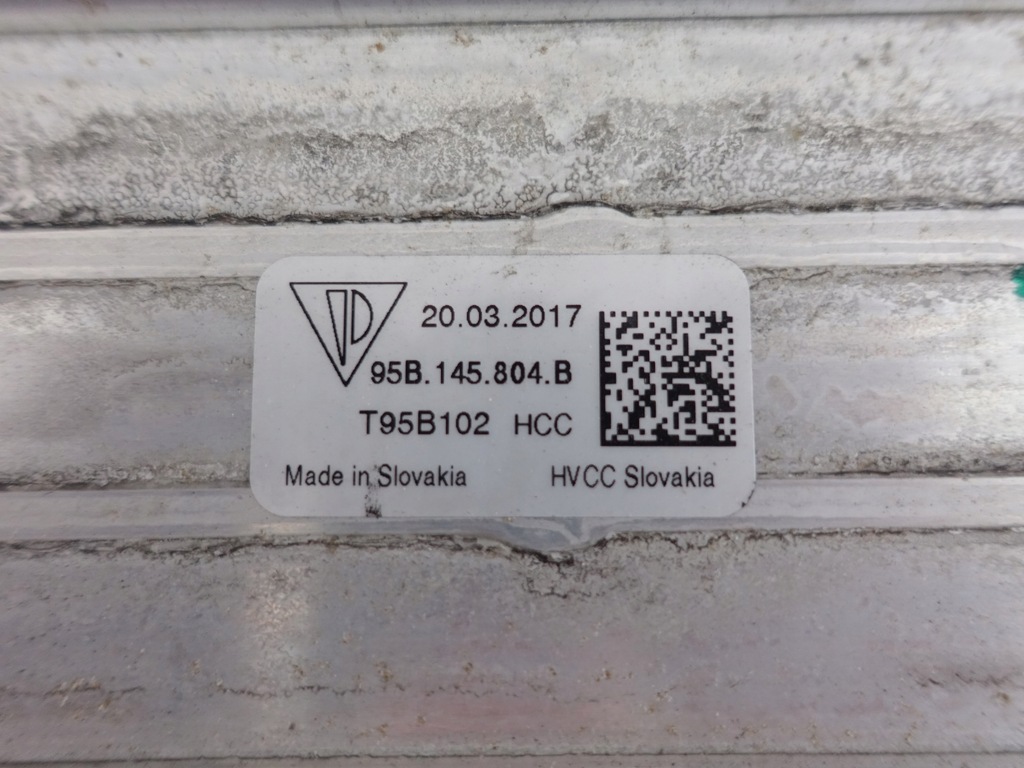 20.03.2017
95B.145.804.B
T95B102 HCC
Made in Slovakia HVCC Slovakia